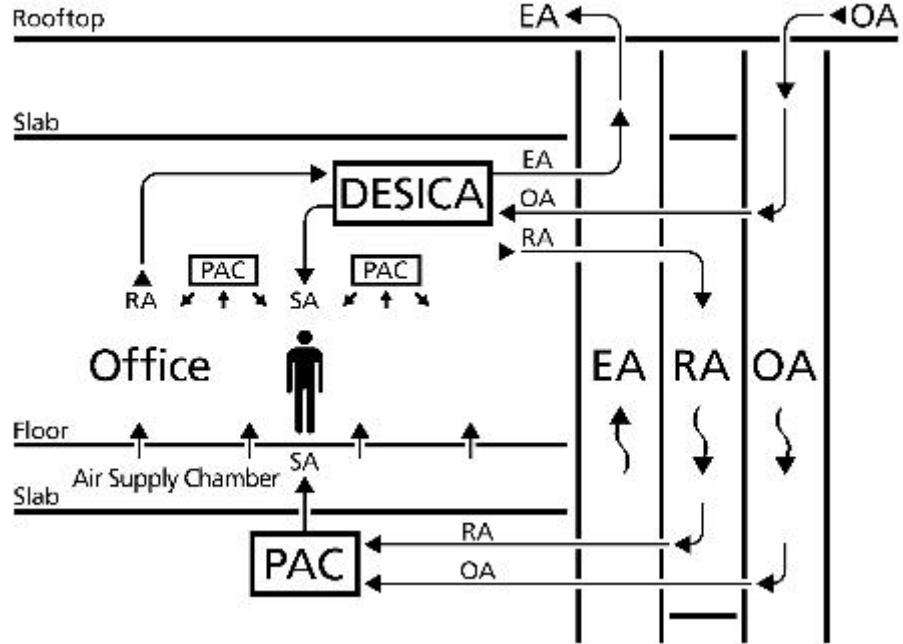 Rooftop
EA
OA
Slab
EA
DESICA
OA
RA
PAC
PAC
RA
SA
Office
EA
RA
OA
Floor
SA
Air Supply Chamber
Slab
RA
PAC
OA